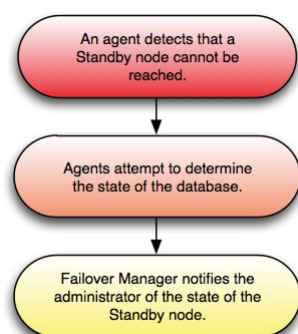 An agent detects that a
Standby node cannot be
reached.
Agents attempt to determine
the state of the database.
Failover Manager notifies the
administrator of the state of the
Standby node.